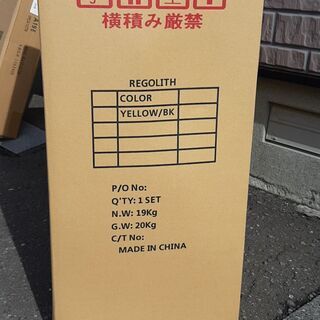 横積み厳禁
REGOLITH
COLOR
YELLOW/BK
P/O No:
Q'TY: 1 SET
N.W: 19Kg
G.W: 20Kg
C/T No:
MADE IN CHINA